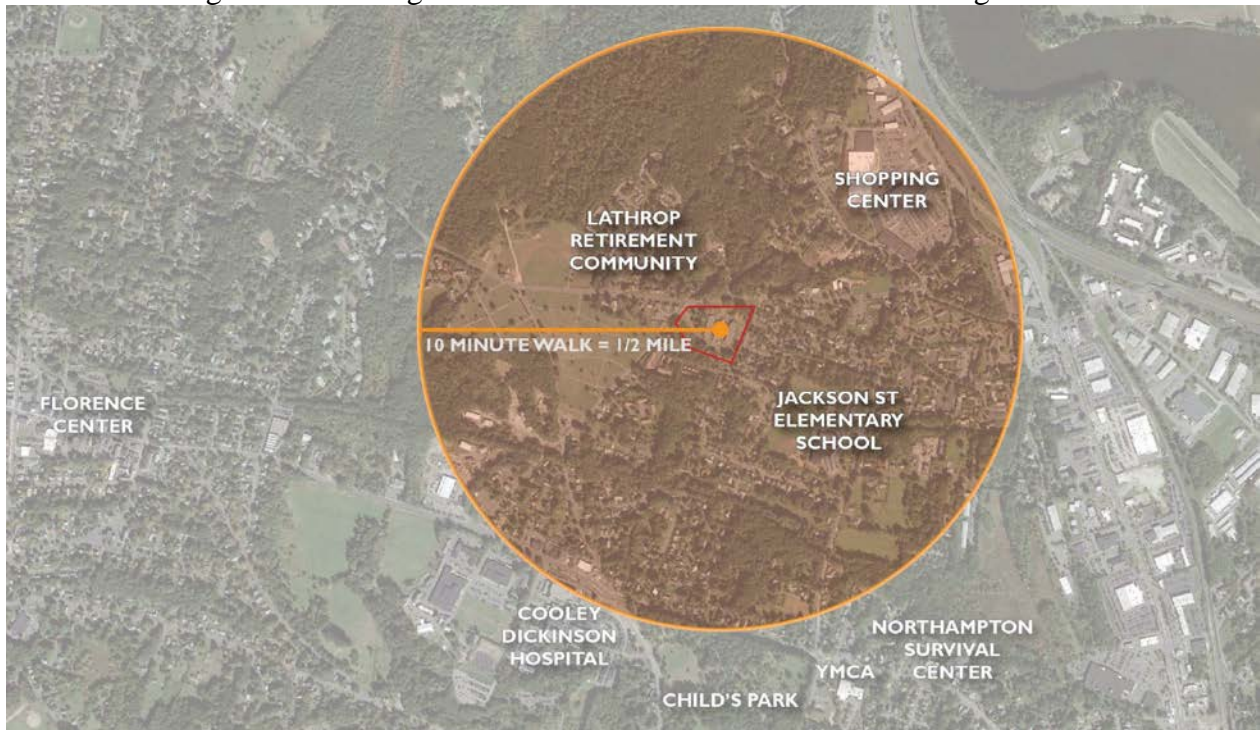 SHOPPING
CENTER
LATHROP
RETIREMENT
COMMUNITY
10 MINUTE WALK = 1/2 MILE
FLORENCE
CENTER
JACKSON ST
ELEMENTARY
SCHOOL
COOLEY
DICKINSON
HOSPITAL
NORTHAMPTON
SURVIVAL
CENTER
YMCA
CHILD'S PARK